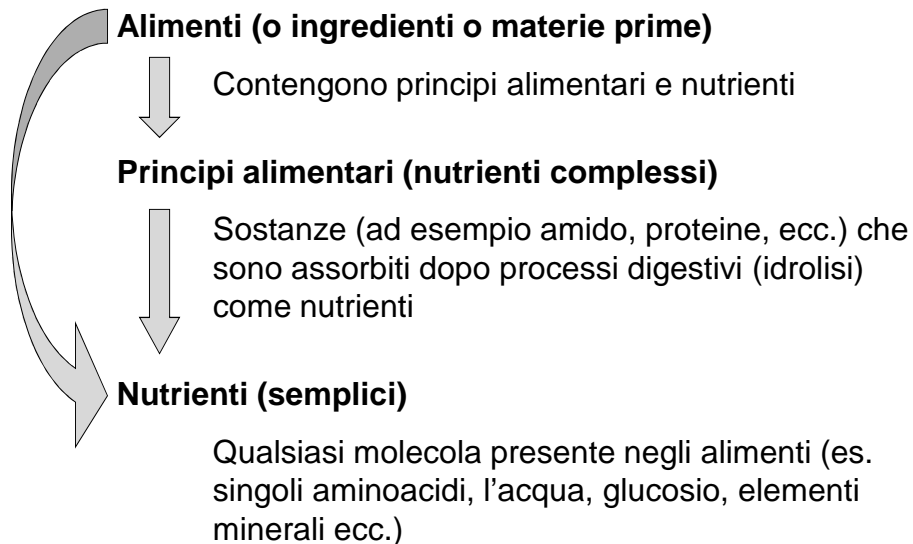 Alimenti (o ingredienti o materie prime)
Contengono principi alimentari e nutrienti
Principi alimentari (nutrienti complessi)
Sostanze (ad esempio amido, proteine, ecc.) che
sono assorbiti dopo processi digestivi (idrolisi)
come nutrienti
Nutrienti (semplici)
Qualsiasi molecola presente negli alimenti (es.
singoli aminoacidi, l’acqua, glucosio, elementi
minerali ecc.)